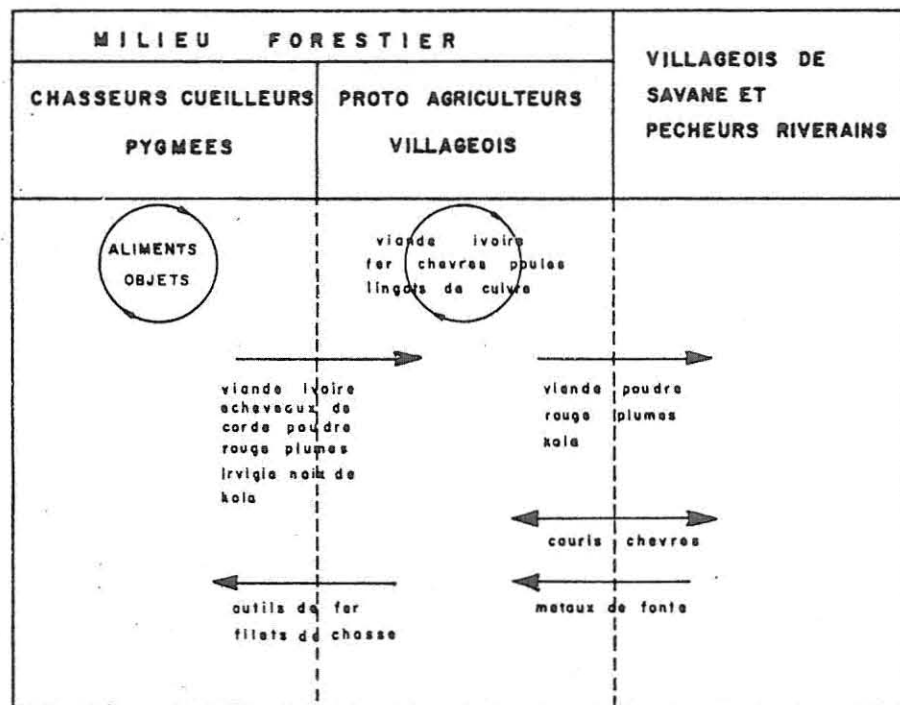 MILIEU FORESTIER
CHASSEURS CUEILLEURS
PYGMEES
PROTO AGRICULTEURS
VILLAGEOIS
VILLAGEOIS DE
SAVANE ET
PECHEURS RIVERAINS
ALIMENTS
OBJETS
viande ivoire
fer chevres poules
lingots de cuivre
viande ivoire
echeveaux de
corde poudre
rouge plumes
irvigia noix de
kola
viande poudre
rouge plumes
kola
couris chevres
outils de fer
filets de chasse
metaux de fonte